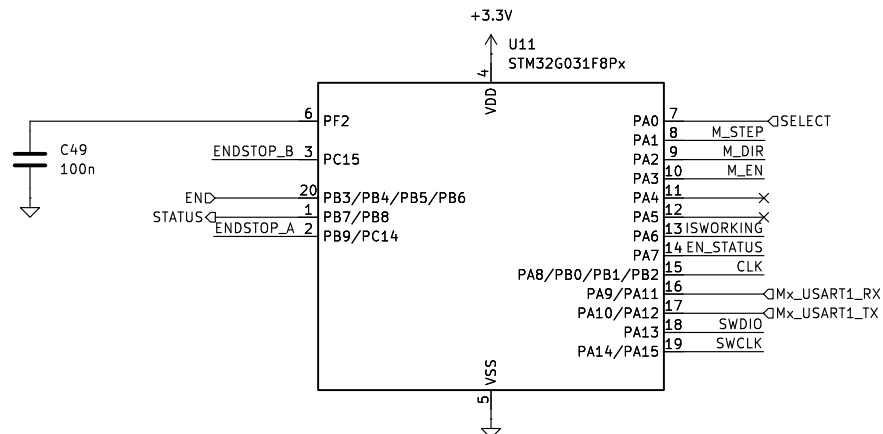 +3.3V
U11
STM32G031F8Px
4
VDD
6 PF2
PA0 7 SELECT
C49
100n
PA1 8 M_STEP
ENDSTOP_B 3 PC15
PA2 9 M_DIR
PA3 10 M_EN
EN 20 PB3/PB4/PB5/PB6
PA4 11
STATUS 1 PB7/PB8
PA5 12
ENDSTOP_A 2 PB9/PC14
PA6 13 ISWORKING
PA7 14 EN_STATUS
PA8/PB0/PB1/PB2 15 CLK
PA9/PA11 16 Mx_USART1_RX
PA10/PA12 17 Mx_USART1_TX
PA13 18 SWDIO
PA14/PA15 19 SWCLK
VSS
5